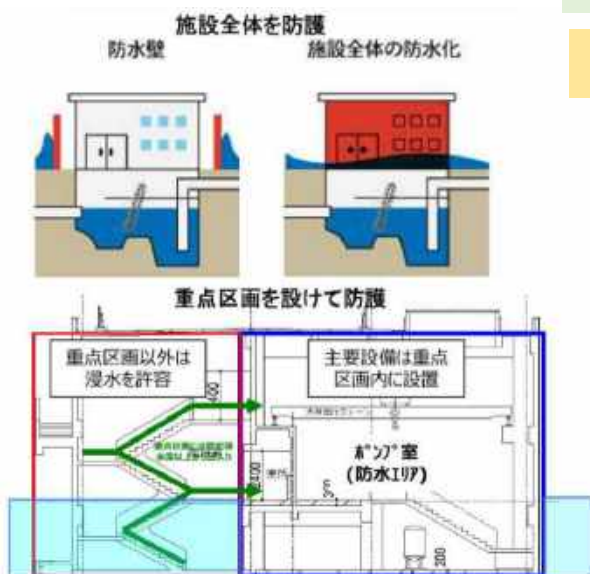 施設全体を防護
防水壁
施設全体の防水化
重点区画を設けて防護
重点区画以外は
浸水を許容
主要設備は重点
区画内に設置
400
2400
ポンプ室
(防水エリア)
200